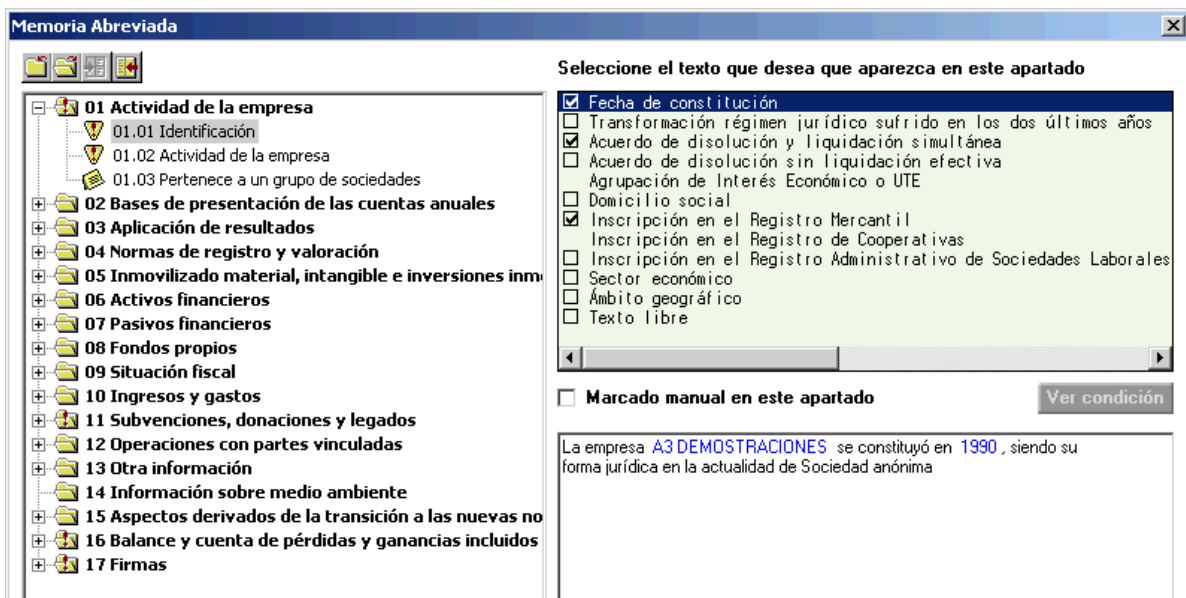 Memoria Abreviada
01 Actividad de la empresa
01.01 Identificación
01.02 Actividad de la empresa
01.03 Pertenece a un grupo de sociedades
02 Bases de presentación de las cuentas anuales
03 Aplicación de resultados
04 Normas de registro y valoración
05 Inmovilizado material, intangible e inversiones inm
06 Activos financieros
07 Pasivos financieros
08 Fondos propios
09 Situación fiscal
10 Ingresos y gastos
11 Subvenciones, donaciones y legados
12 Operaciones con partes vinculadas
13 Otra información
14 Información sobre medio ambiente
15 Aspectos derivados de la transición a las nuevas no
16 Balance y cuenta de pérdidas y ganancias incluidos
17 Firmas
Seleccione el texto que desea que aparezca en este apartado
Fecha de constitución
Transformación régimen jurídico sufrido en los dos últimos años
Acuerdo de disolución y liquidación simultánea
Acuerdo de disolución sin liquidación efectiva
Agrupación de Interés Económico o UTE
Domicilio social
Inscripción en el Registro Mercantil
Inscripción en el Registro de Cooperativas
Inscripción en el Registro Administrativo de Sociedades Laborales
Sector económico
Ámbito geográfico
Texto libre
Marcado manual en este apartado
Ver condición
La empresa A3 DEMOSTRACIONES se constituyó en 1990 , siendo su
forma jurídica en la actualidad de Sociedad anónima